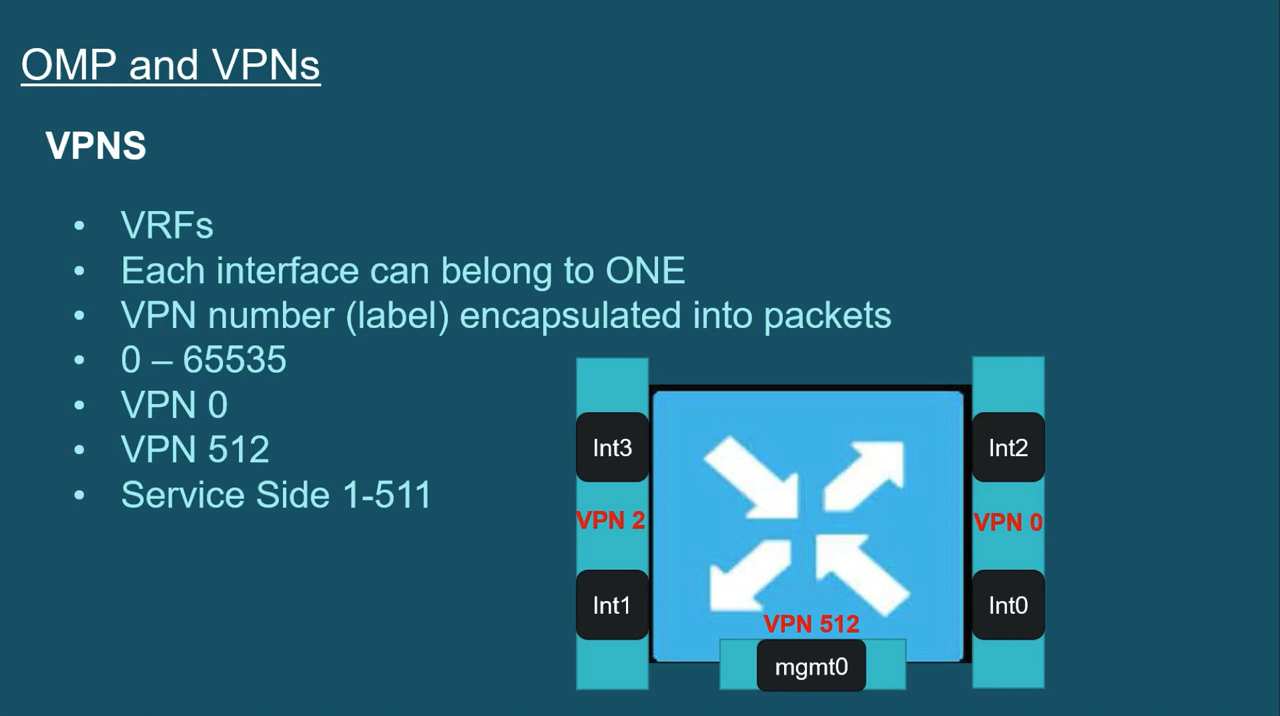 OMP and VPNs
VPNS
• VRFs
• Each interface can belong to ONE
• VPN number (label) encapsulated into packets
• 0 – 65535
• VPN 0
• VPN 512
• Service Side 1-511
Int3
Int2
VPN 2
VPN 0
Int1
Int0
VPN 512
mgmt0